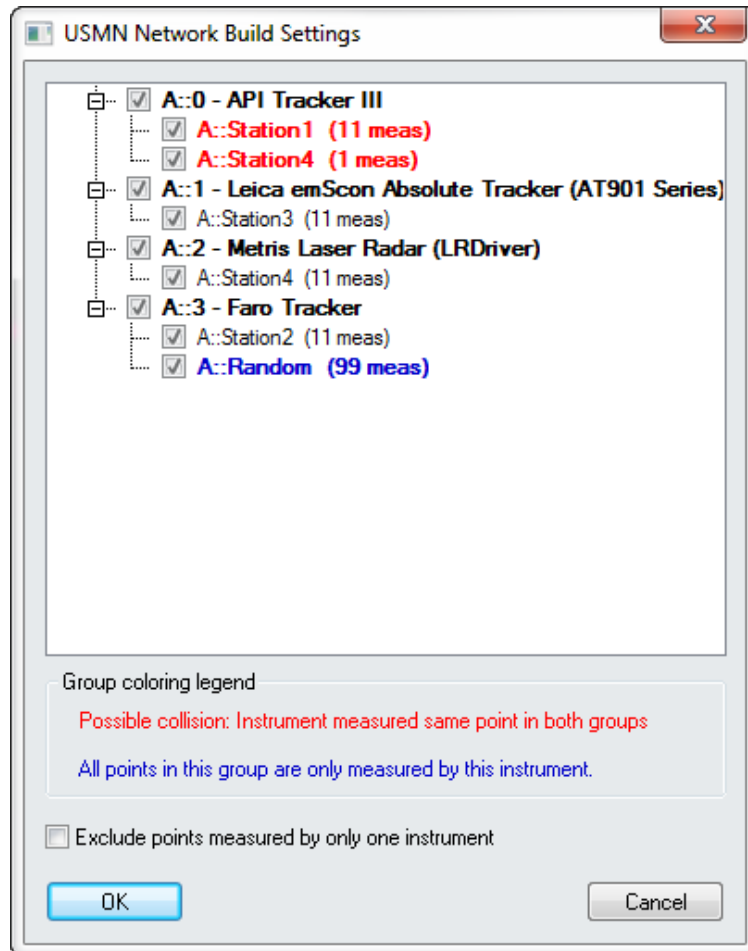 USMN Network Build Settings
A::0 - API Tracker III
A::Station1 (11 meas)
A::Station4 (1 meas)
A::1 - Leica emScon Absolute Tracker (AT901 Series)
A::Station3 (11 meas)
A::2 - Metris Laser Radar (LRDriver)
A::Station4 (11 meas)
A::3 - Faro Tracker
A::Station2 (11 meas)
A::Random (99 meas)
Group coloring legend
Possible collision: Instrument measured same point in both groups
All points in this group are only measured by this instrument.
Exclude points measured by only one instrument
OK Cancel